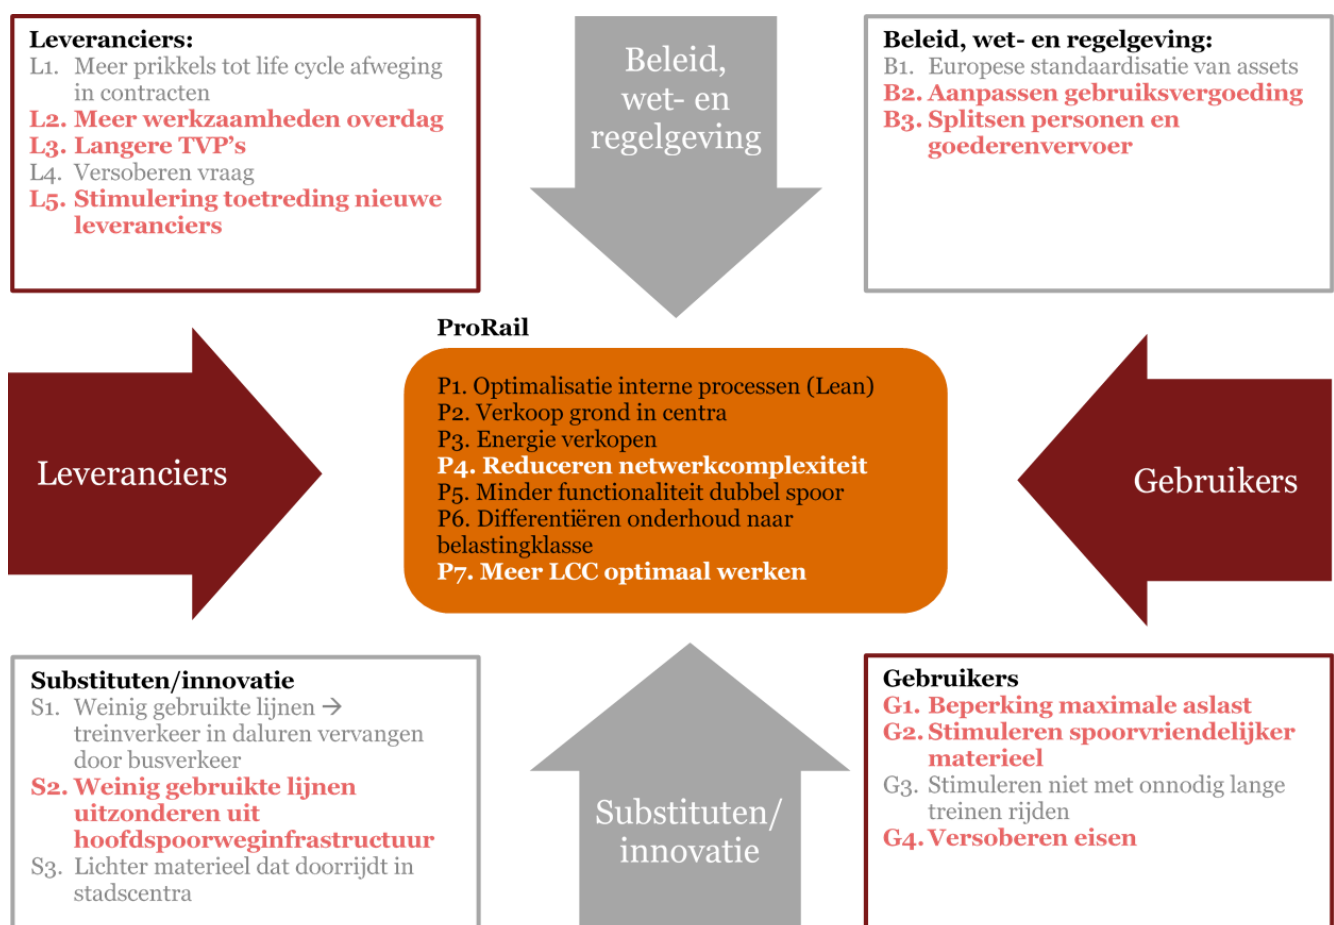 Leveranciers:
L1. Meer prikkels tot life cycle afweging
in contracten
L2. Meer werkzaamheden overdag
L3. Langere TVP's
L4. Versoberen vraag
L5. Stimulering toetreding nieuwe
leveranciers
Beleid,
wet- en
regelgeving
Beleid, wet- en regelgeving:
B1. Europese standaardisatie van assets
B2. Aanpassen gebruiksvergoeding
B3. Splitsen personen en
goederenvervoer
Leveranciers
ProRail
P1. Optimalisatie interne processen (Lean)
P2. Verkoop grond in centra
P3. Energie verkopen
P4. Reduceren netwerkcomplexiteit
P5. Minder functionaliteit dubbel spoor
P6. Differentiëren onderhoud naar
belastingklasse
P7. Meer LCC optimaal werken
Gebruikers
Substituten/innovatie
S1. Weinig gebruikte lijnen →
treinverkeer in daluren vervangen
door busverkeer
S2. Weinig gebruikte lijnen
uitzonderen uit
hoofdspoorweginfrastructuur
S3. Lichter materieel dat doorrijdt in
stadscentra
Substituten/
innovatie
Gebruikers
G1. Beperking maximale aslast
G2. Stimuleren spoorvriendelijker
materieel
G3. Stimuleren niet met onnodig lange
treinen rijden
G4. Versoberen eisen